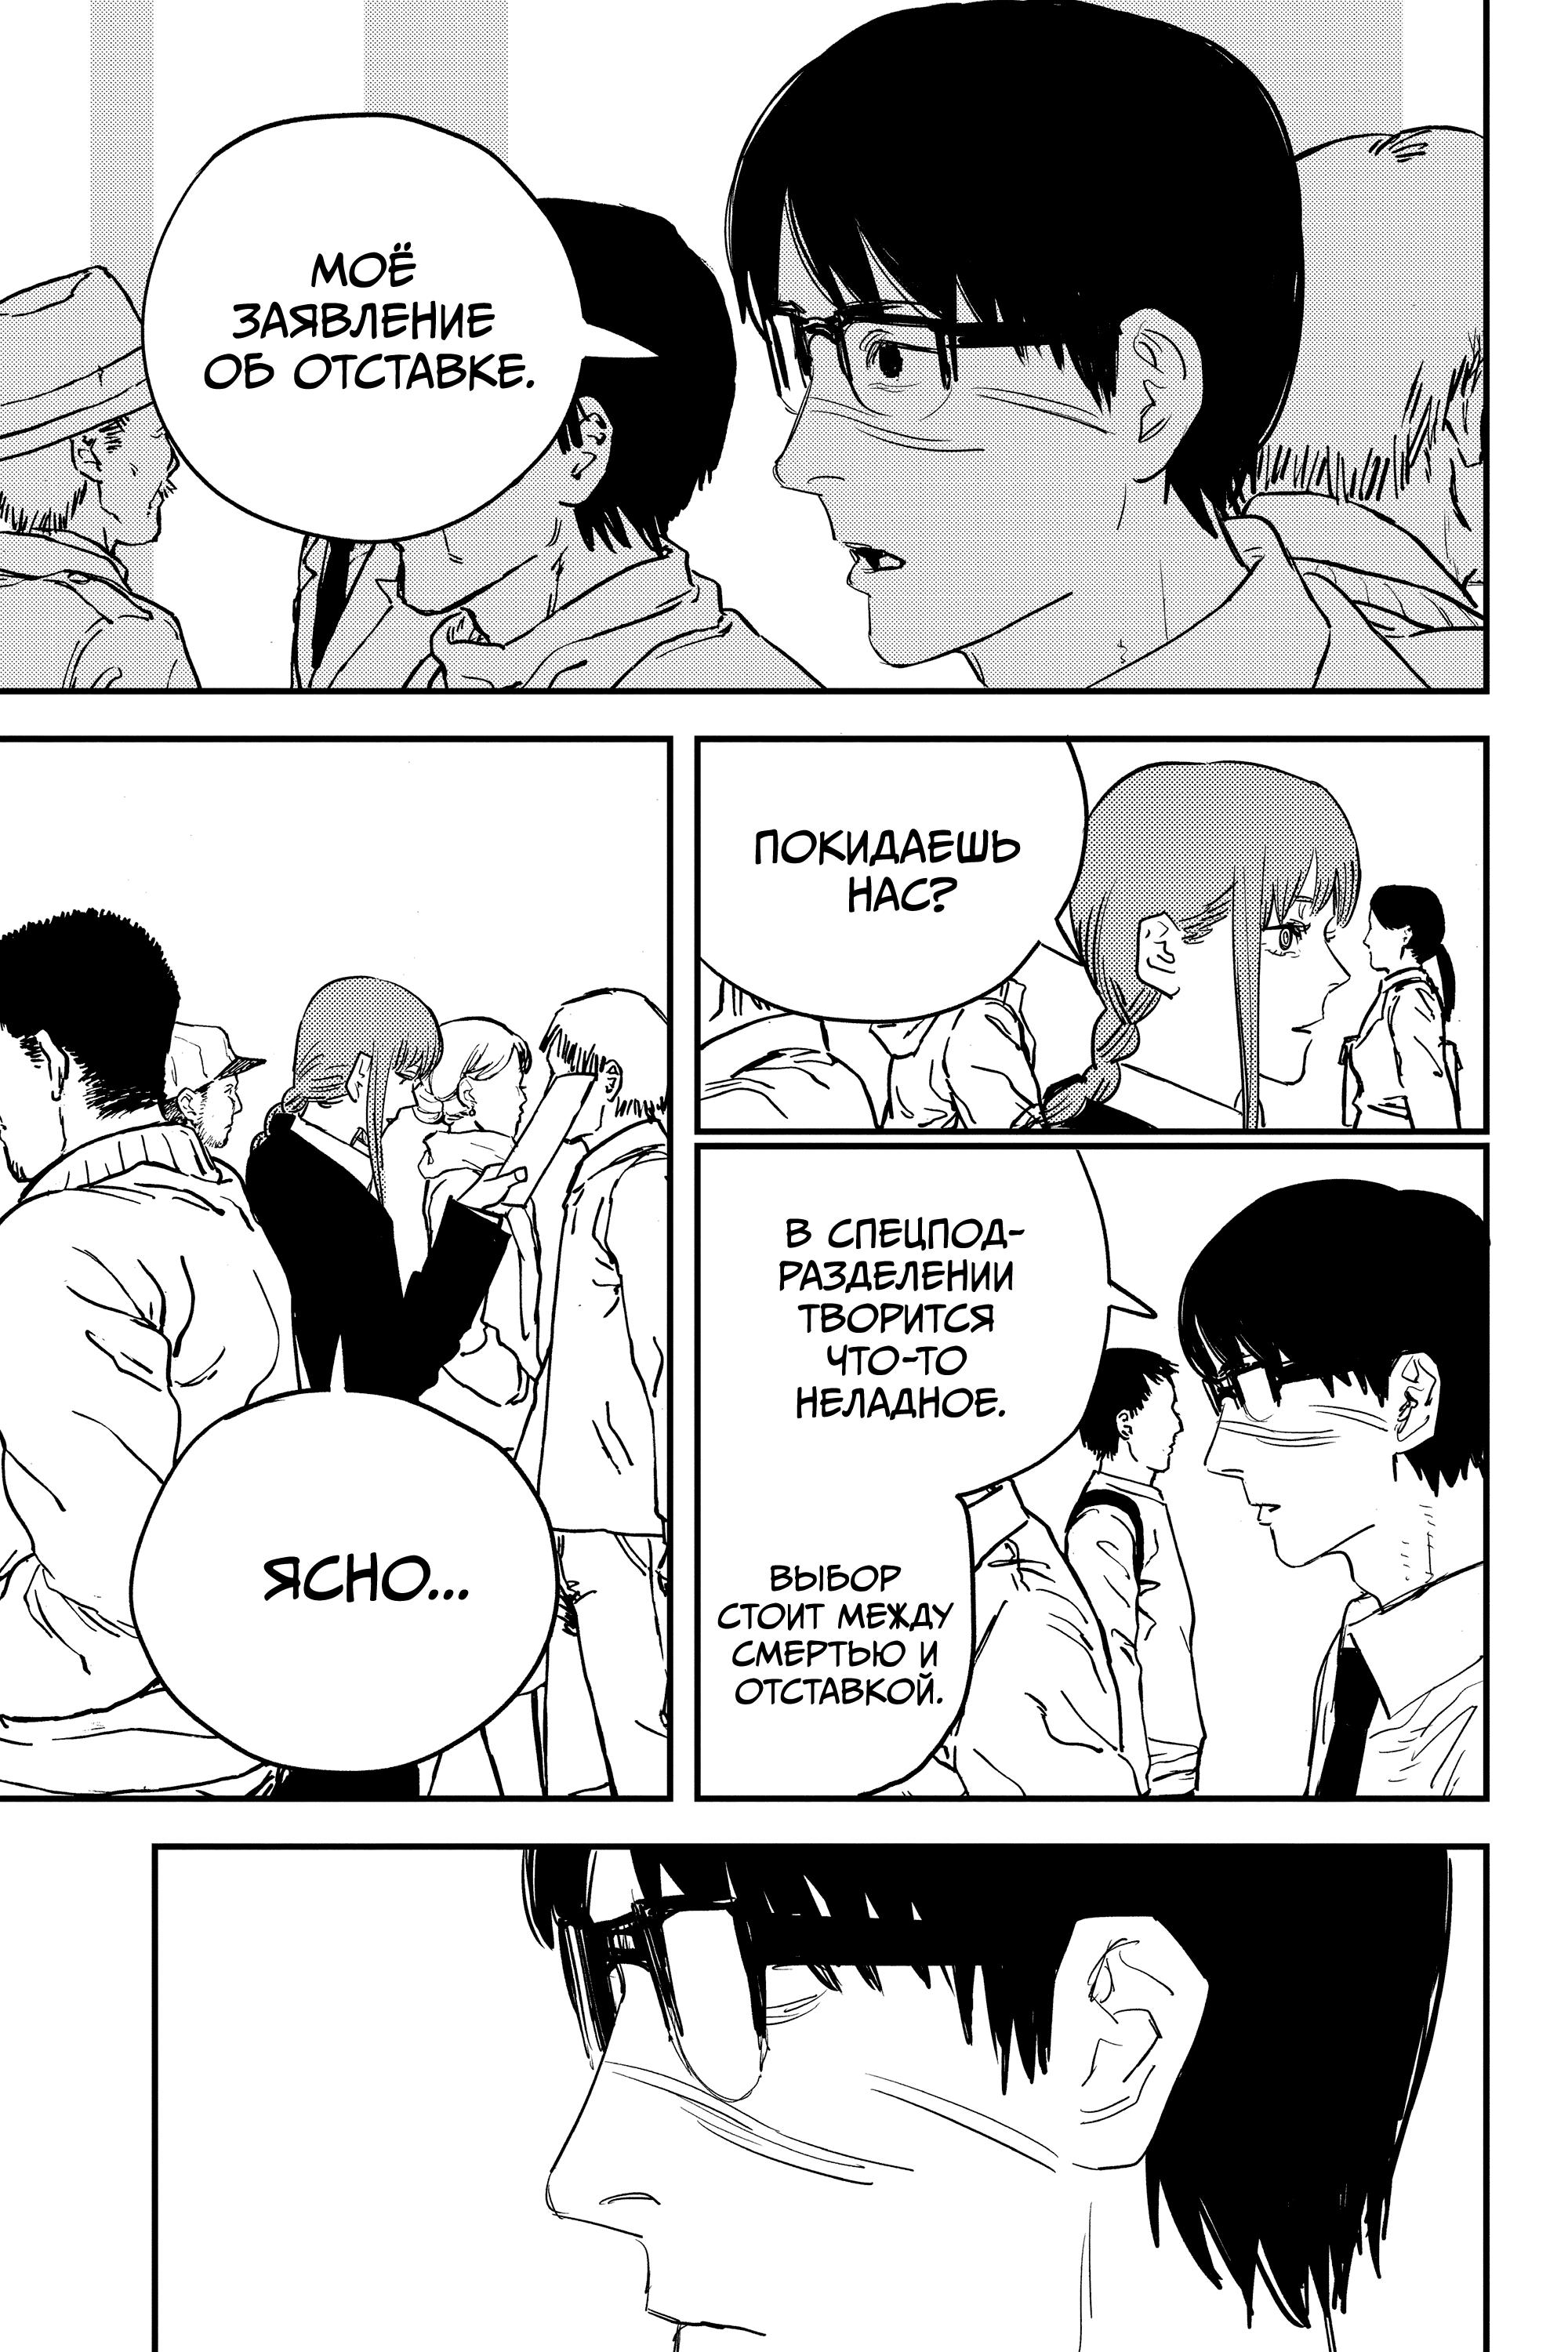 МОЁ
ЗАЯВЛЕНИЕ
ОБ ОТСТАВКЕ.
ПОКИДАЕШЬ
НАС?
В СПЕЦПОД-
РАЗДЕЛЕНИИ
ТВОРИТСЯ
ЧТО-ТО
НЕЛАДНОЕ.
ВЫБОР
СТОИТ МЕЖДУ
СМЕРТЬЮ И
ОТСТАВКОЙ.
ЯСНО...